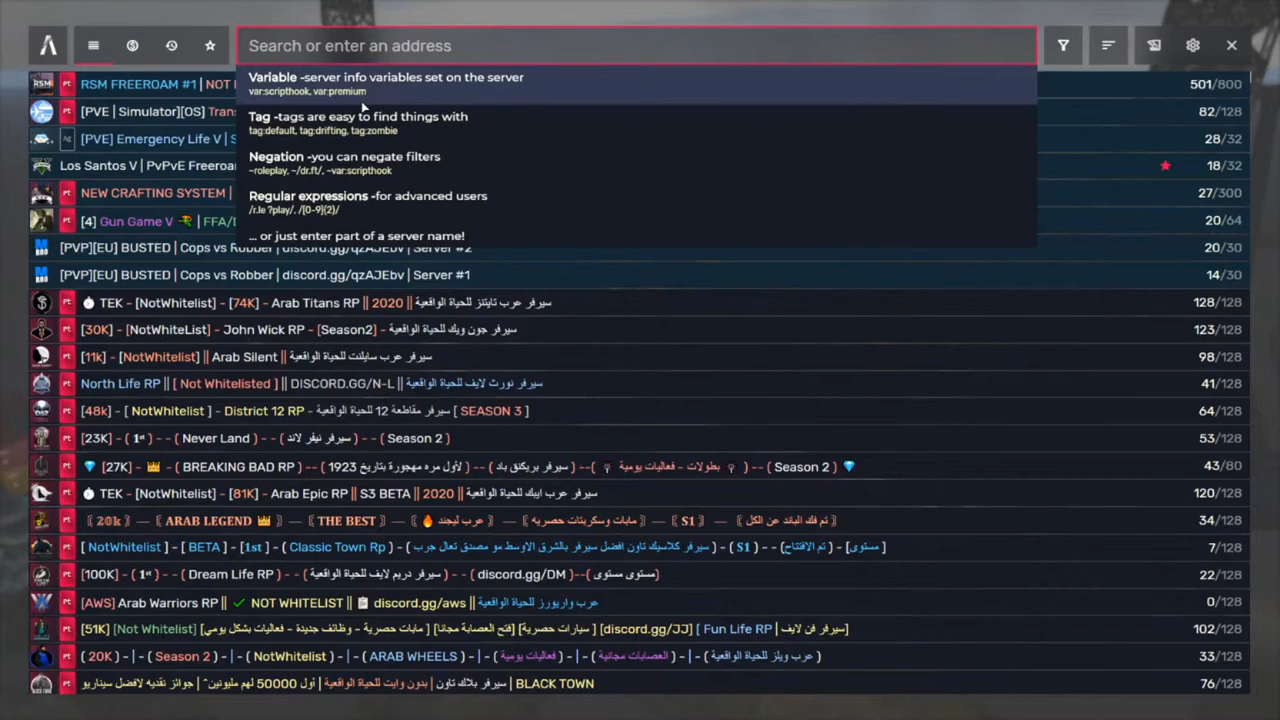 Search or enter an address
Variable -server info variables set on the server
var:scripthook, var:premium
Tag -tags are easy to find things with
tag:default, tag:drifting, tag:zombie
Negation -you can negate filters
~roleplay, ~/dr.ft/, ~var:scripthook
Regular expressions -for advanced users
/r.le ?play/, /[0-9]{2}/
... or just enter part of a server name!
RSM FREEROAM #1 | NOT 501/800
[PVE | Simulator][OS] Trans 82/128
[PVE] Emergency Life V | S 28/32
Los Santos V | PvPvE Freeroa 18/32
NEW CRAFTING SYSTEM | 27/300
[4] Gun Game V 🔫 | FFA/D 20/64
[PVP][EU] BUSTED | Cops vs Robber | discord.gg/qzAJEbv | Server #2 20/30
[PVP][EU] BUSTED | Cops vs Robber | discord.gg/qzAJEbv | Server #1 14/30
TEK - [NotWhitelist] - [74K] - Arab Titans RP || 2020 || سيرفر عرب تايتنز للحياة الواقعية 128/128
[30K] - [NotWhiteList] - John Wick RP - [Season2] - سيرفر جون ويك للحياة الواقعية 123/128
[11k] - [NotWhitelist] || Arab Silent || سيرفر عرب سايلنت للحياة الواقعية 98/128
North Life RP || [ Not Whitelisted ] || DISCORD.GG/N-L || سيرفر نورث لايف للحياة الواقعية 41/128
[48k] - [ NotWhitelist ] - District 12 RP - سيرفر مقاطعة 12 للحياة الواقعية [ SEASON 3 ] 64/128
[23K] - ( 1ˢᵗ ) - - ( Never Land ) - - ( سيرفر نيفر لاند ) - - ( Season 2 ) 53/128
💎 [27K] - 👑 - ( BREAKING BAD RP ) -- ( لأول مره مهجورة بتاريخ 1923 ) -- ( سيرفر بريكنق باد ) -- ( بطولات - فعاليات يومية ) -- ( Season 2 ) 💎 43/80
TEK - [NotWhitelist] - [81K] - Arab Epic RP || S3 BETA || 2020 || سيرفر عرب ايبك للحياة الواقعية 120/128
〖 20k 〗 — 〖 ARAB LEGEND 👑 〗 — 〖 THE BEST 〗 — 〖 🔥 عرب ليجند 〗 — 〖 مابات وسكربتات حصريه 〗 — 〖 S1 〗 — 〖 تم فك الباند عن الكل 〗 34/128
[ NotWhitelist ] - [ BETA ] - [1st ] - ( Classic Town Rp ) - ( سيرفر كلاسيك تاون افضل سيرفر بالشرق الاوسط مو مصدق تعال جرب ) - ( S1 ) - - [تم الافتتاح] - [ مستوى ] 7/128
[100K] - ( 1ˢᵗ ) - ( Dream Life RP ) - ( سيرفر دريم لايف للحياة الواقعية ) - - ( discord.gg/DM )--( مستوى مستوى ) 22/128
[AWS] Arab Warriors RP || ✓ NOT WHITELIST || 📋 discord.gg/aws || عرب واريورز للحياة الواقعية 0/128
[51K] [Not Whitelist] [مابات حصرية - وظائف جديدة - فعاليات بشكل يومي] [فتح العصابة مجانا] [سيارات حصرية] [discord.gg/JJ] [ Fun Life RP | سيرفر فن لايف ] 102/128
( 20K ) - | - ( Season 2 ) - | - ( NotWhitelist ) - | - ( ARAB WHEELS ) - | - ( فعاليات يومية ) - | - ( العصابات مجانية ) - | - ( عرب ويلز للحياة الواقعية ) 33/128
سيرفر بلاك تاون | بدون وايت للحياة الواقعية | أول 50000 لهم مليونين^ | جوائز نقديه لافضل سيناريو | BLACK TOWN 76/128